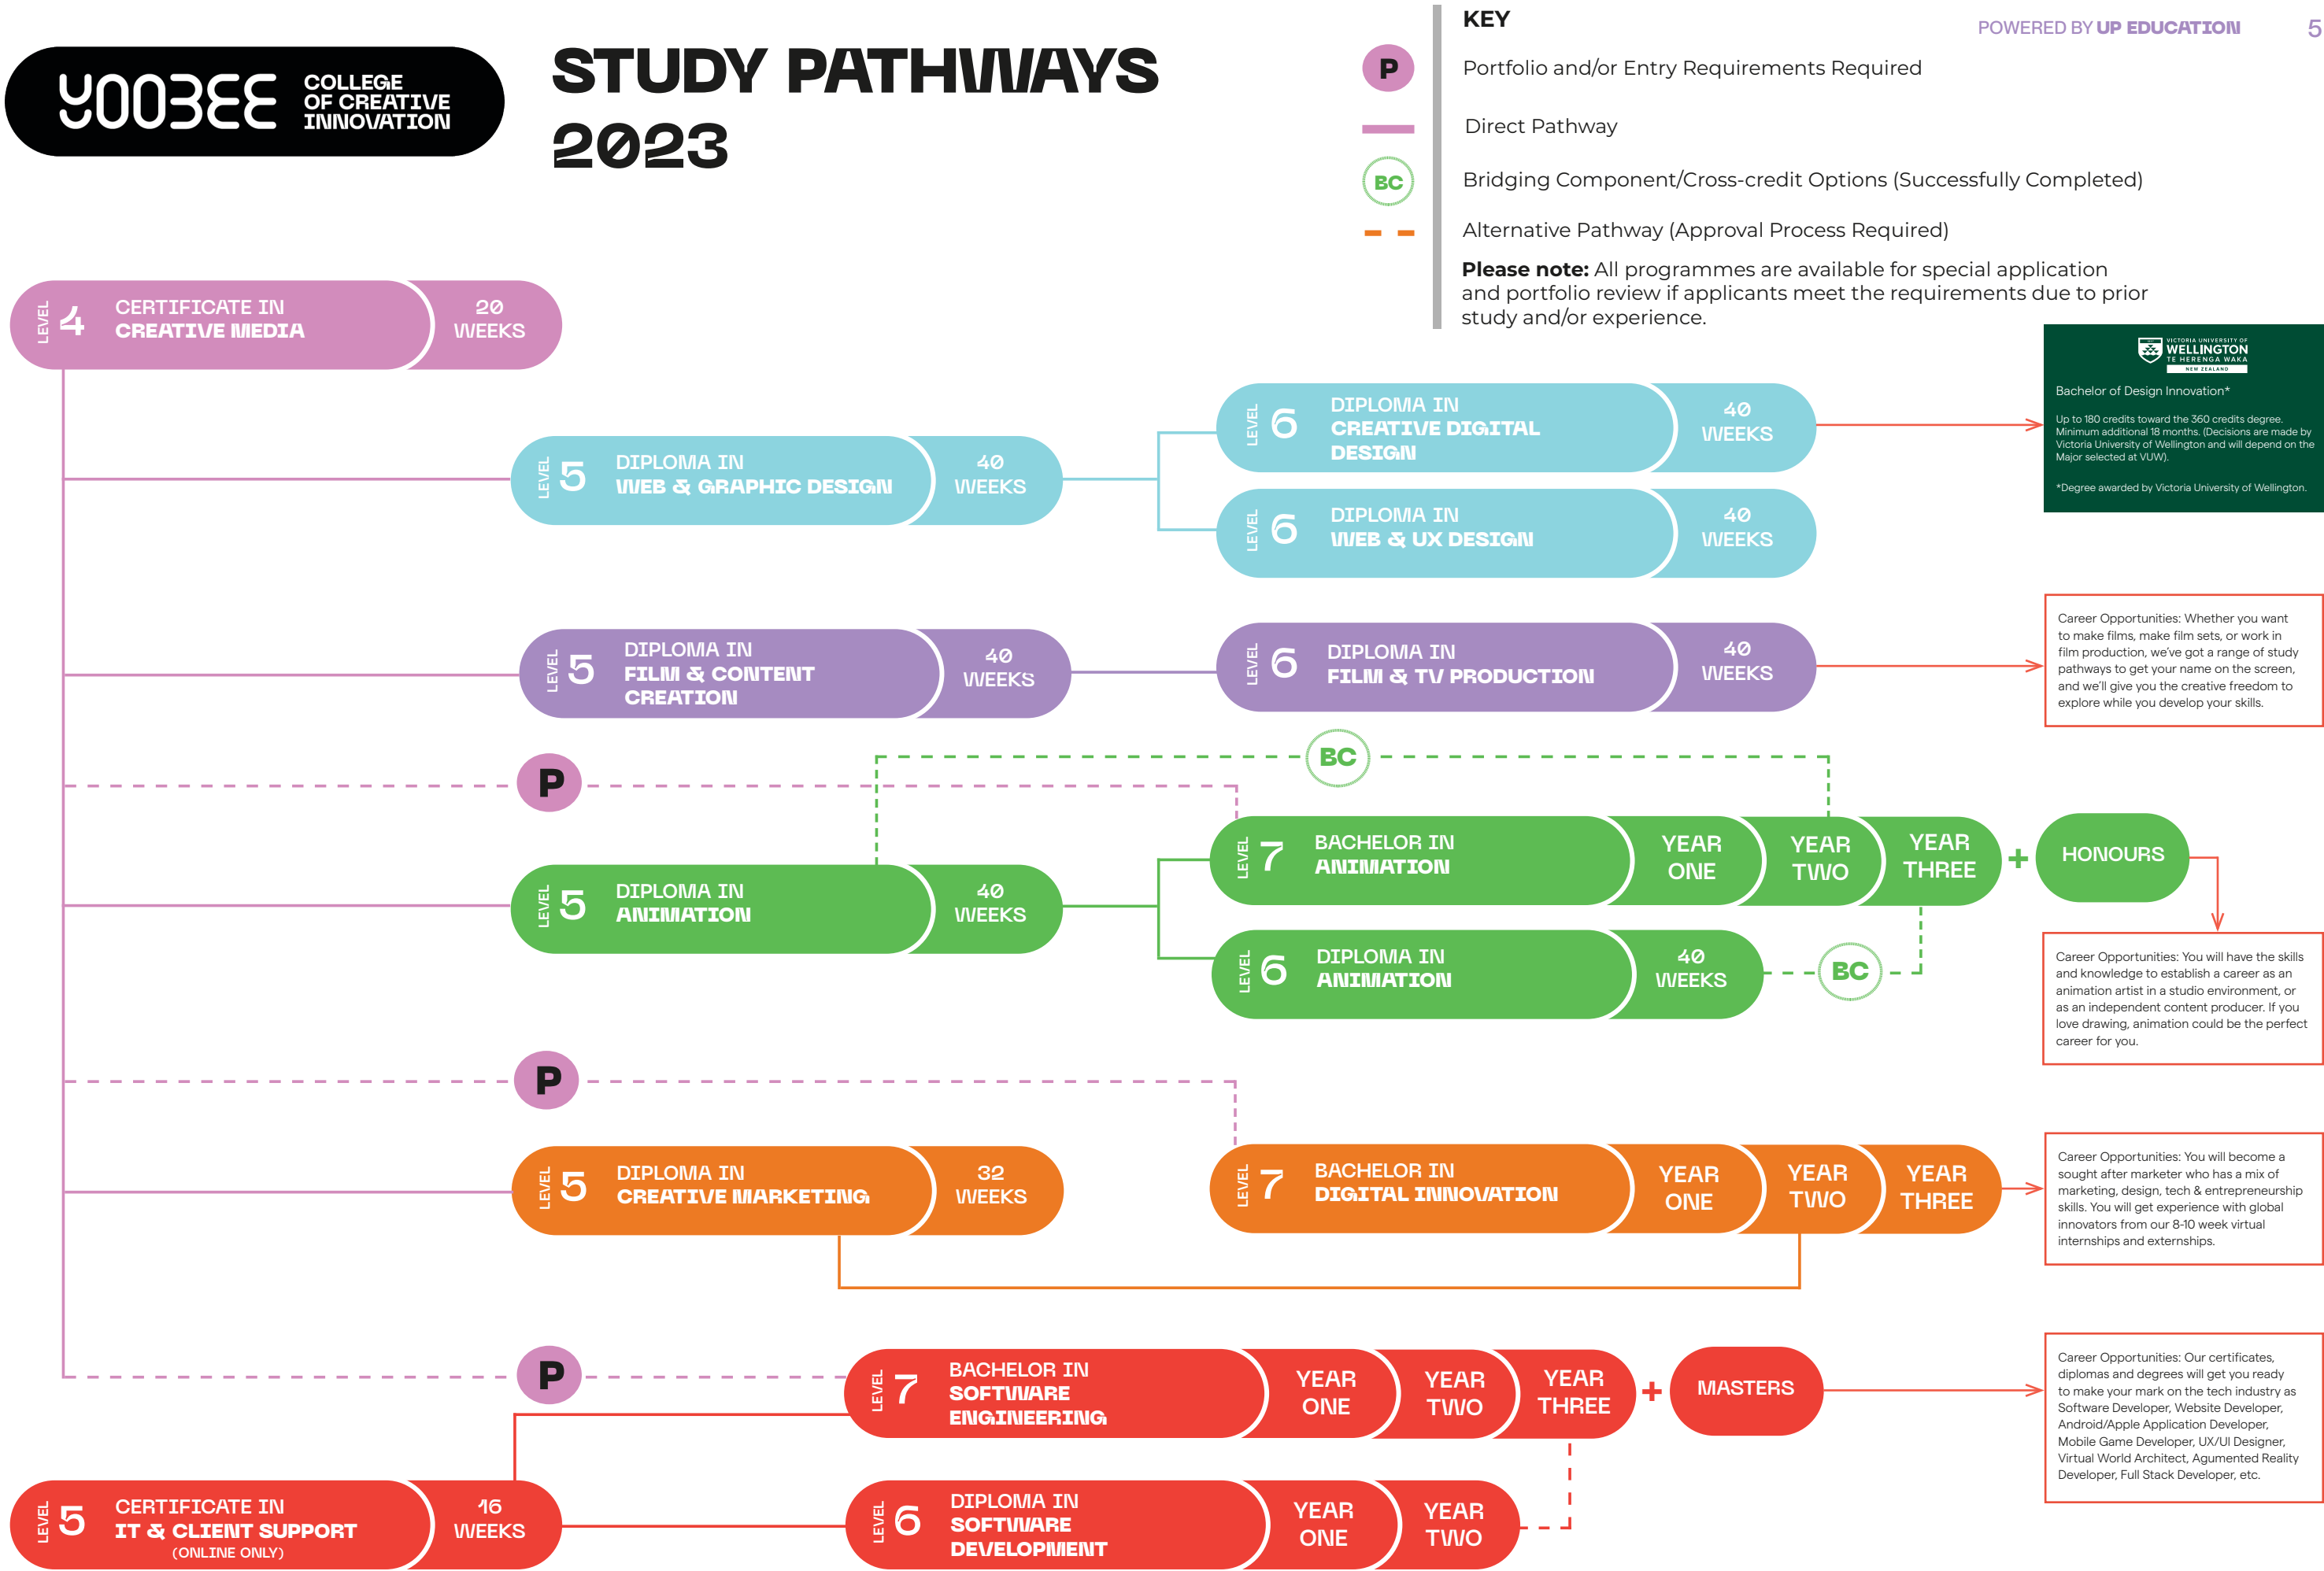 YOOBEE
COLLEGE
OF CREATIVE
INNOVATION
STUDY PATHWAYS
2023
KEY
POWERED BY UP EDUCATION
5
P
Portfolio and/or Entry Requirements Required
Direct Pathway
BC
Bridging Component/Cross-credit Options (Successfully Completed)
Alternative Pathway (Approval Process Required)
Please note: All programmes are available for special application
and portfolio review if applicants meet the requirements due to prior
study and/or experience.
LEVEL 4
CERTIFICATE IN
CREATIVE MEDIA
20
WEEKS
LEVEL 5
DIPLOMA IN
WEB & GRAPHIC DESIGN
40
WEEKS
LEVEL 6
DIPLOMA IN
CREATIVE DIGITAL
DESIGN
40
WEEKS
VICTORIA UNIVERSITY OF
WELLINGTON
TE HERENGA WAKA
NEW ZEALAND
Bachelor of Design Innovation*
Up to 180 credits toward the 360 credits degree.
Minimum additional 18 months. (Decisions are made by
Victoria University of Wellington and will depend on the
Major selected at VUW).
*Degree awarded by Victoria University of Wellington.
LEVEL 6
DIPLOMA IN
WEB & UX DESIGN
40
WEEKS
LEVEL 5
DIPLOMA IN
FILM & CONTENT
CREATION
40
WEEKS
LEVEL 6
DIPLOMA IN
FILM & TV PRODUCTION
40
WEEKS
Career Opportunities: Whether you want
to make films, make film sets, or work in
film production, we've got a range of study
pathways to get your name on the screen,
and we'll give you the creative freedom to
explore while you develop your skills.
P
BC
LEVEL 5
DIPLOMA IN
ANIMATION
40
WEEKS
LEVEL 7
BACHELOR IN
ANIMATION
YEAR
ONE
YEAR
TWO
YEAR
THREE
+
HONOURS
LEVEL 6
DIPLOMA IN
ANIMATION
40
WEEKS
BC
Career Opportunities: You will have the skills
and knowledge to establish a career as an
animation artist in a studio environment, or
as an independent content producer. If you
love drawing, animation could be the perfect
career for you.
P
LEVEL 5
DIPLOMA IN
CREATIVE MARKETING
32
WEEKS
LEVEL 7
BACHELOR IN
DIGITAL INNOVATION
YEAR
ONE
YEAR
TWO
YEAR
THREE
Career Opportunities: You will become a
sought after marketer who has a mix of
marketing, design, tech & entrepreneurship
skills. You will get experience with global
innovators from our 8-10 week virtual
internships and externships.
P
LEVEL 7
BACHELOR IN
SOFTWARE
ENGINEERING
YEAR
ONE
YEAR
TWO
YEAR
THREE
+
MASTERS
Career Opportunities: Our certificates,
diplomas and degrees will get you ready
to make your mark on the tech industry as
Software Developer, Website Developer,
Android/Apple Application Developer,
Mobile Game Developer, UX/UI Designer,
Virtual World Architect, Agumented Reality
Developer, Full Stack Developer, etc.
LEVEL 5
CERTIFICATE IN
IT & CLIENT SUPPORT
(ONLINE ONLY)
16
WEEKS
LEVEL 6
DIPLOMA IN
SOFTWARE
DEVELOPMENT
YEAR
ONE
YEAR
TWO